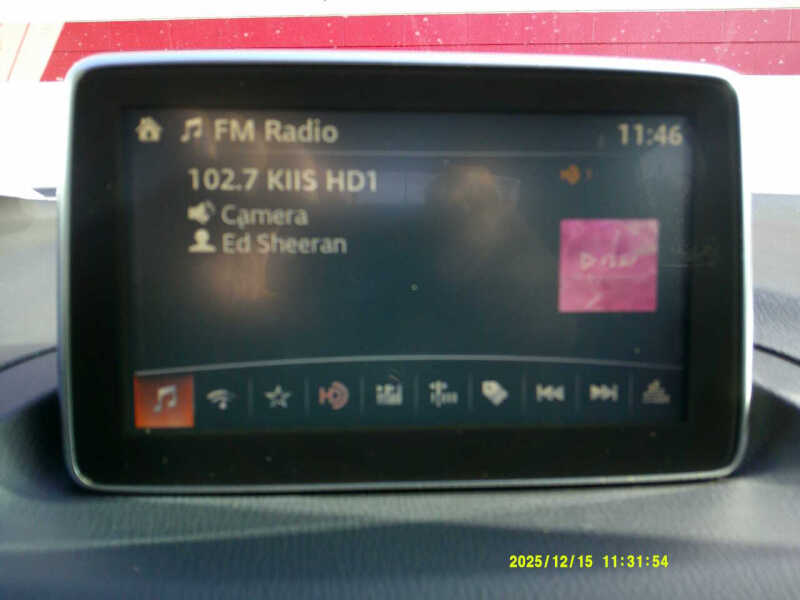 FM Radio 11:46
102.7 KIIS HD1
Camera
Ed Sheeran
2025/12/15 11:31:54